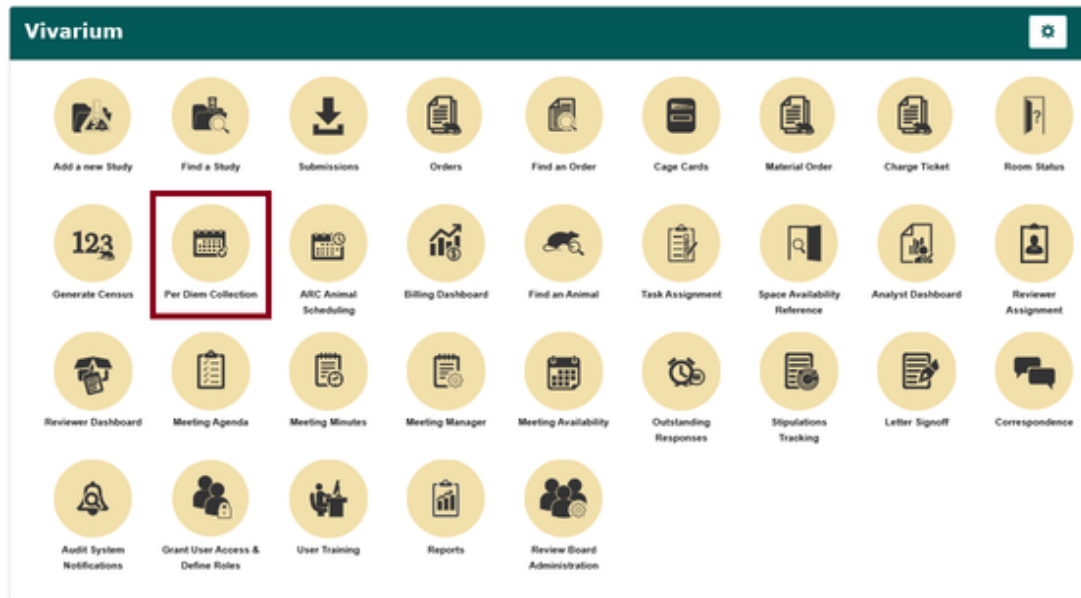 Vivarium
Add a new Study
Find a Study
Submissions
Orders
Find an Order
Cage Cards
Material Order
Charge Ticket
Room Status
?
123
Generate Census
Per Diem Collection
ARC Animal
Scheduling
Billing Dashboard
$
Find an Animal
Task Assignment
Space Availability
Reference
Analyst Dashboard
Reviewer
Assignment
Reviewer Dashboard
Meeting Agenda
Meeting Minutes
Meeting Manager
Meeting Availability
Outstanding
Responses
Stipulations
Tracking
Letter Signoff
Correspondence
Audit System
Notifications
Grant User Access &
Define Roles
User Training
Reports
Review Board
Administration